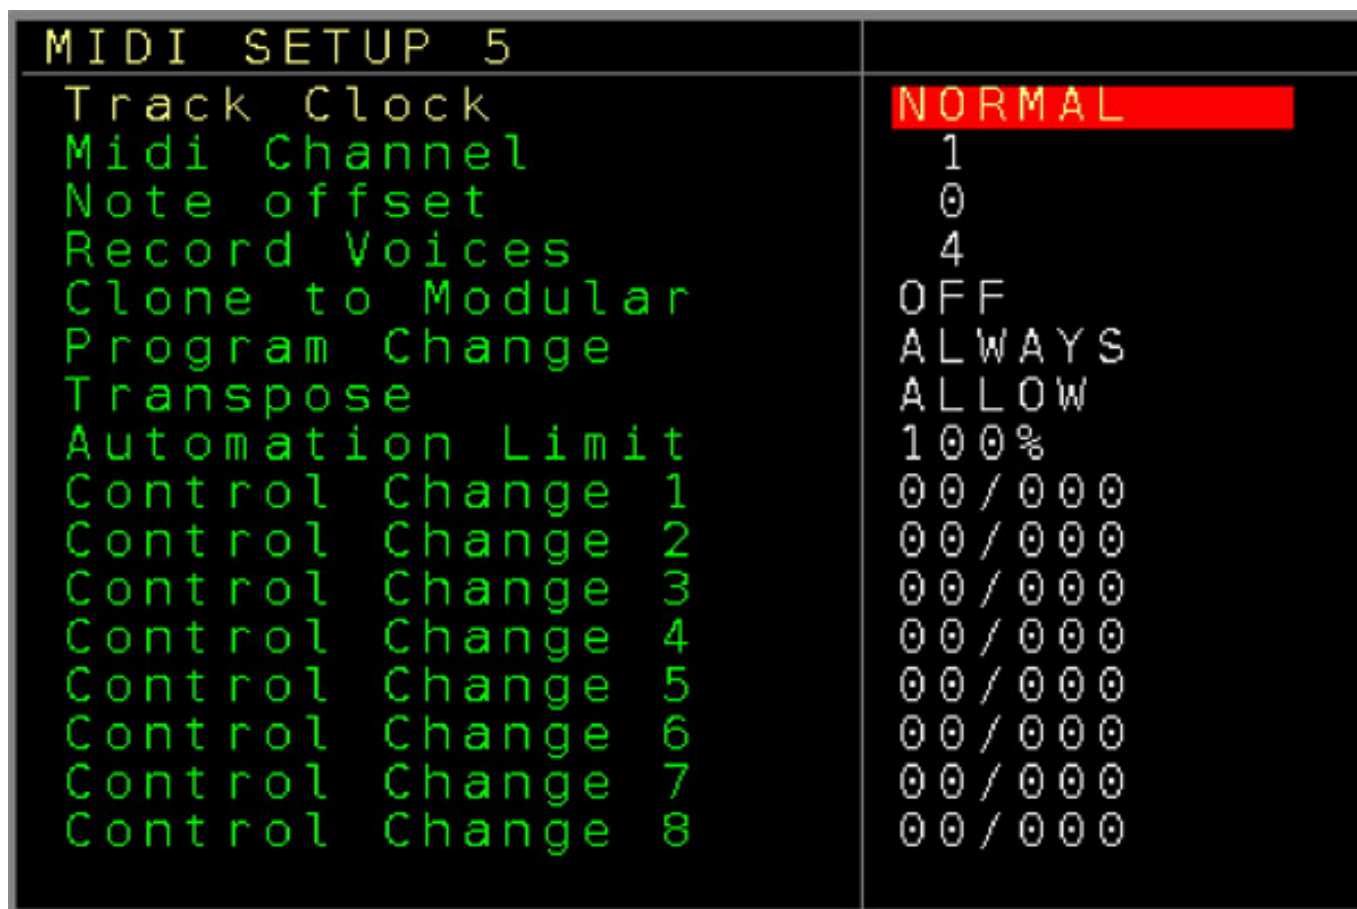 MIDI SETUP 5
Track Clock NORMAL
Midi Channel 1
Note offset 0
Record Voices 4
Clone to Modular OFF
Program Change ALWAYS
Transpose ALLOW
Automation Limit 100%
Control Change 1 00/000
Control Change 2 00/000
Control Change 3 00/000
Control Change 4 00/000
Control Change 5 00/000
Control Change 6 00/000
Control Change 7 00/000
Control Change 8 00/000